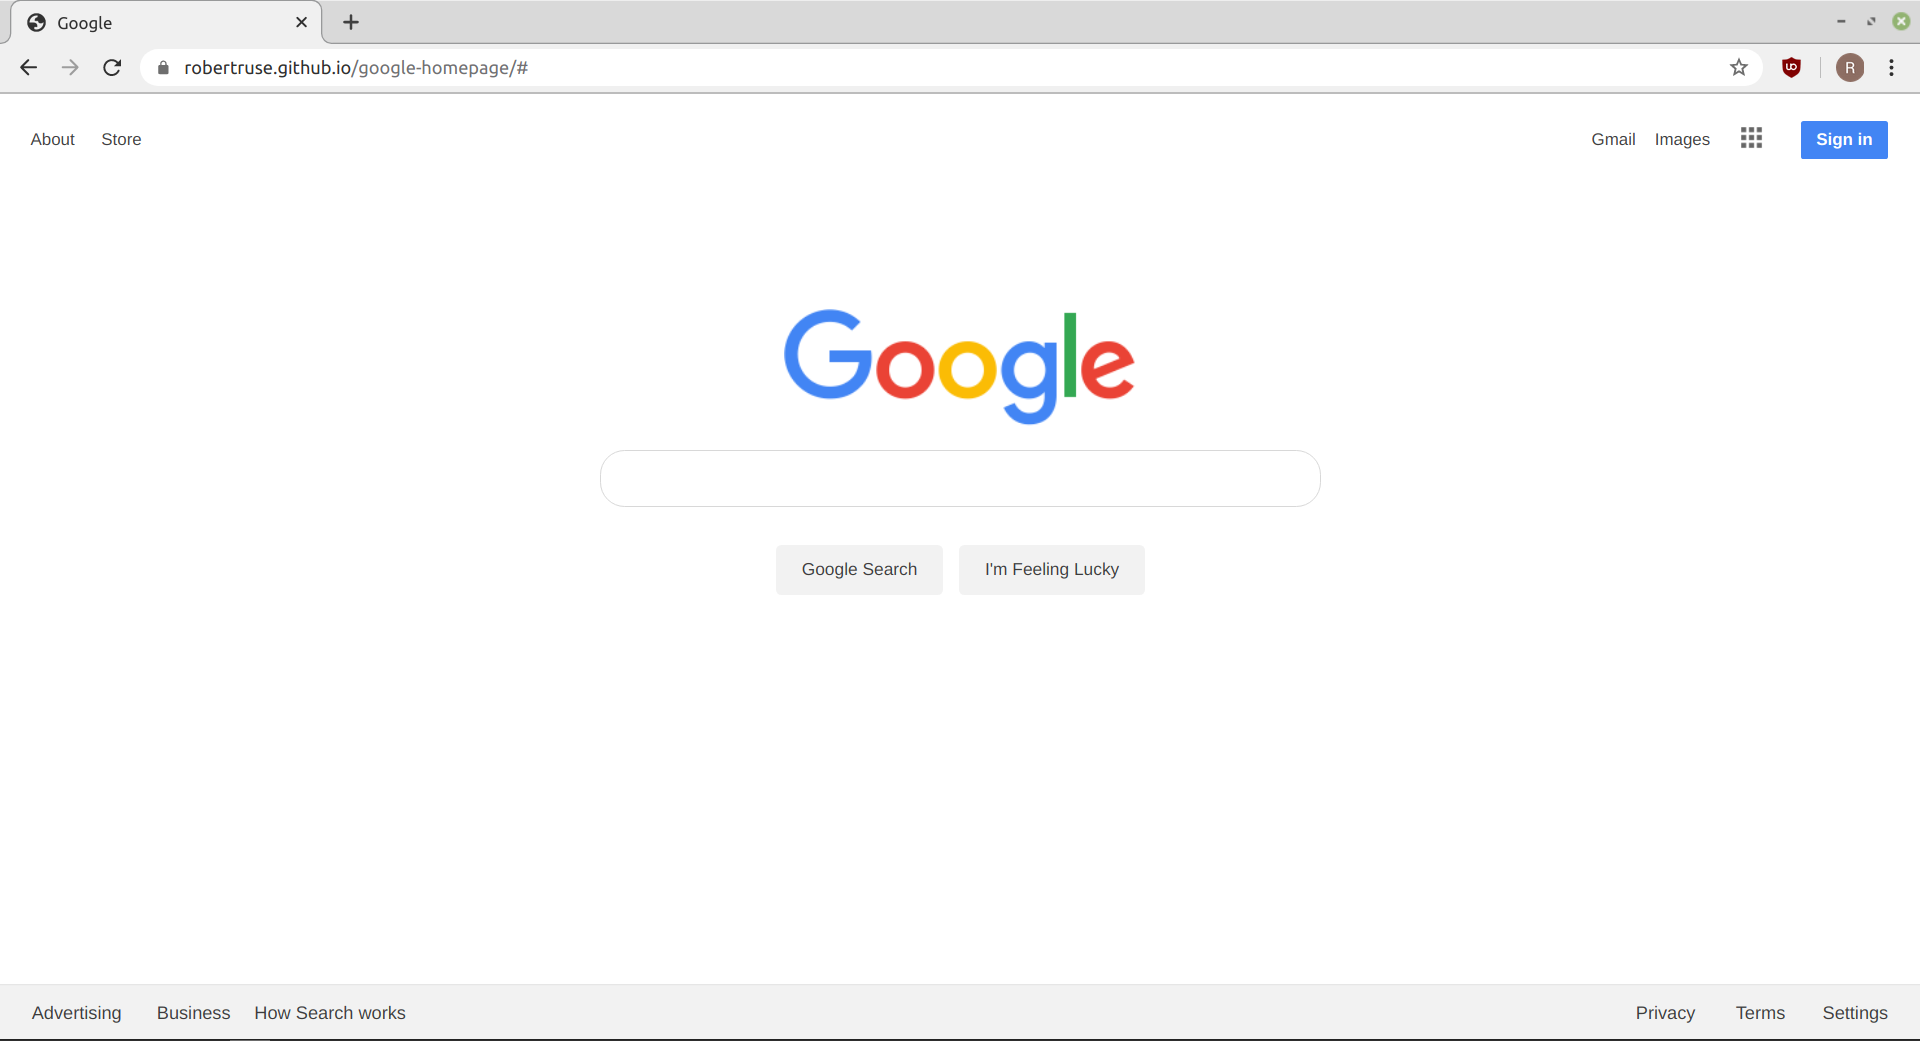 Google
robertruse.github.io/google-homepage/#
R
About Store Gmail Images Sign in
Google
Google Search I'm Feeling Lucky
Advertising Business How Search works Privacy Terms Settings